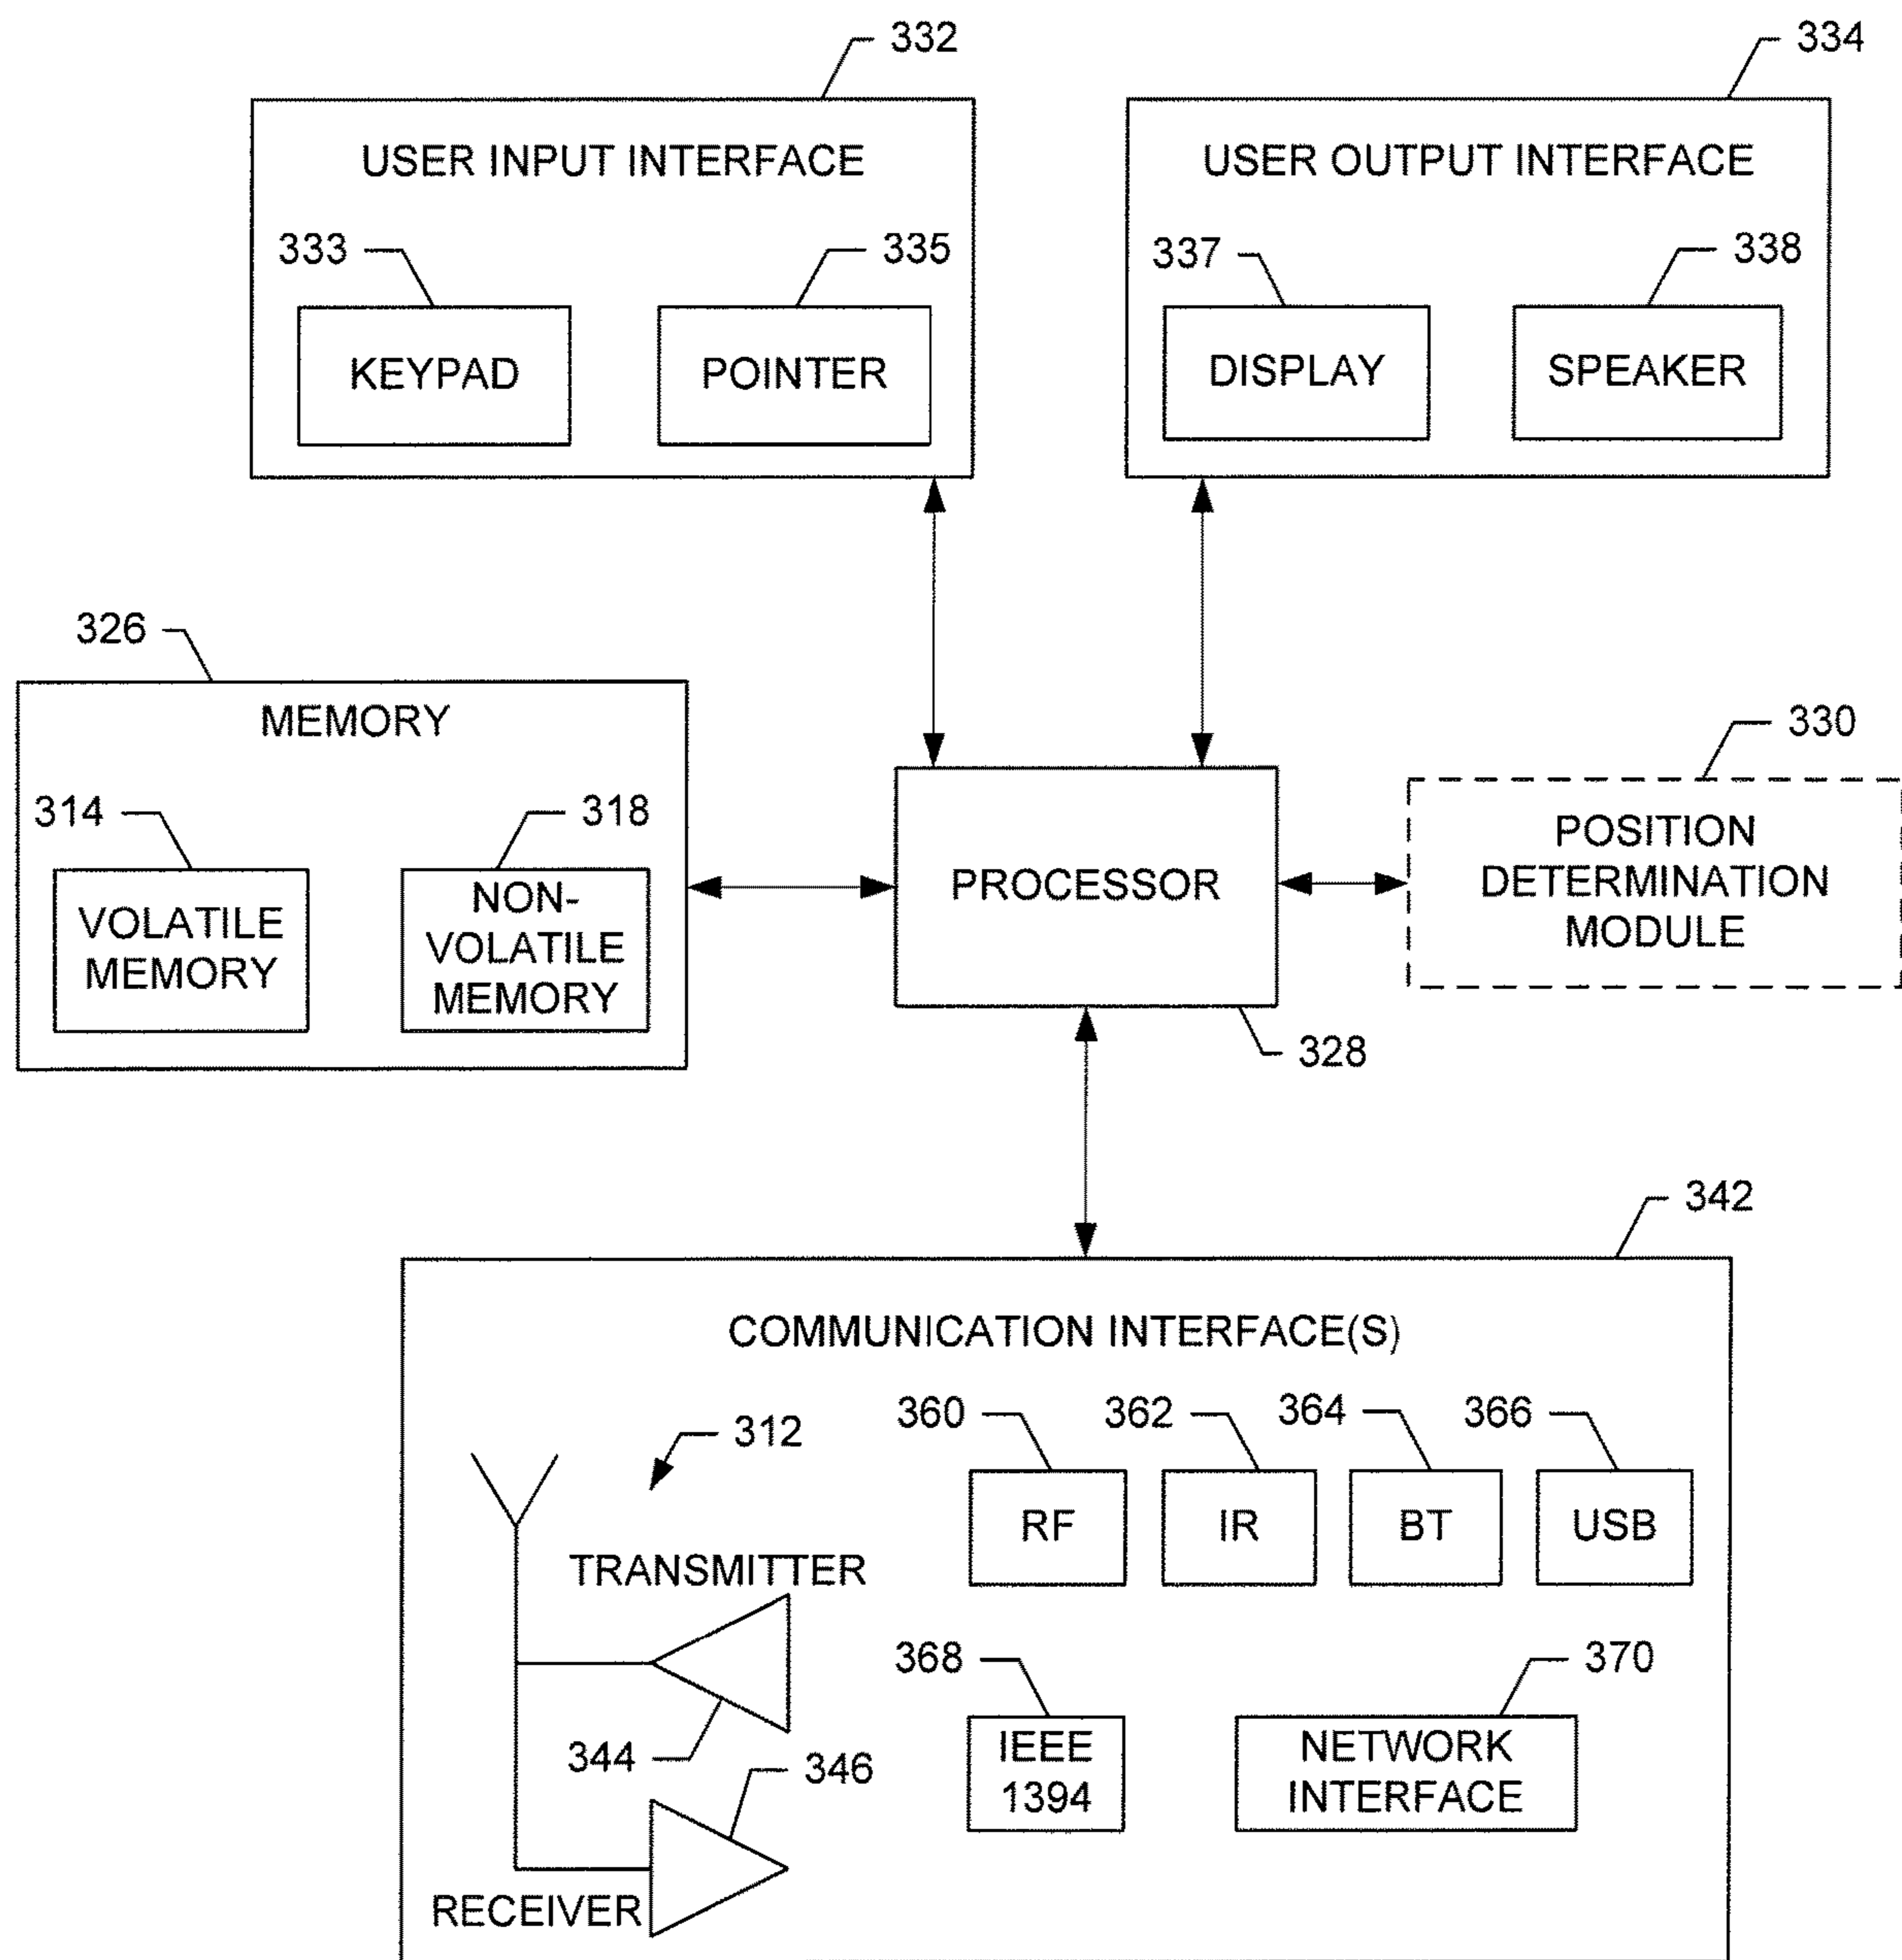 332
334
USER INPUT INTERFACE
USER OUTPUT INTERFACE
333
335
337
338
KEYPAD
POINTER
DISPLAY
SPEAKER
326
MEMORY
330
314
318
VOLATILE
MEMORY
NON-
VOLATILE
MEMORY
PROCESSOR
POSITION
DETERMINATION
MODULE
328
342
COMMUNICATION INTERFACE(S)
312
360
362
364
366
RF
IR
BT
USB
TRANSMITTER
344
346
RECEIVER
368
370
IEEE
1394
NETWORK
INTERFACE